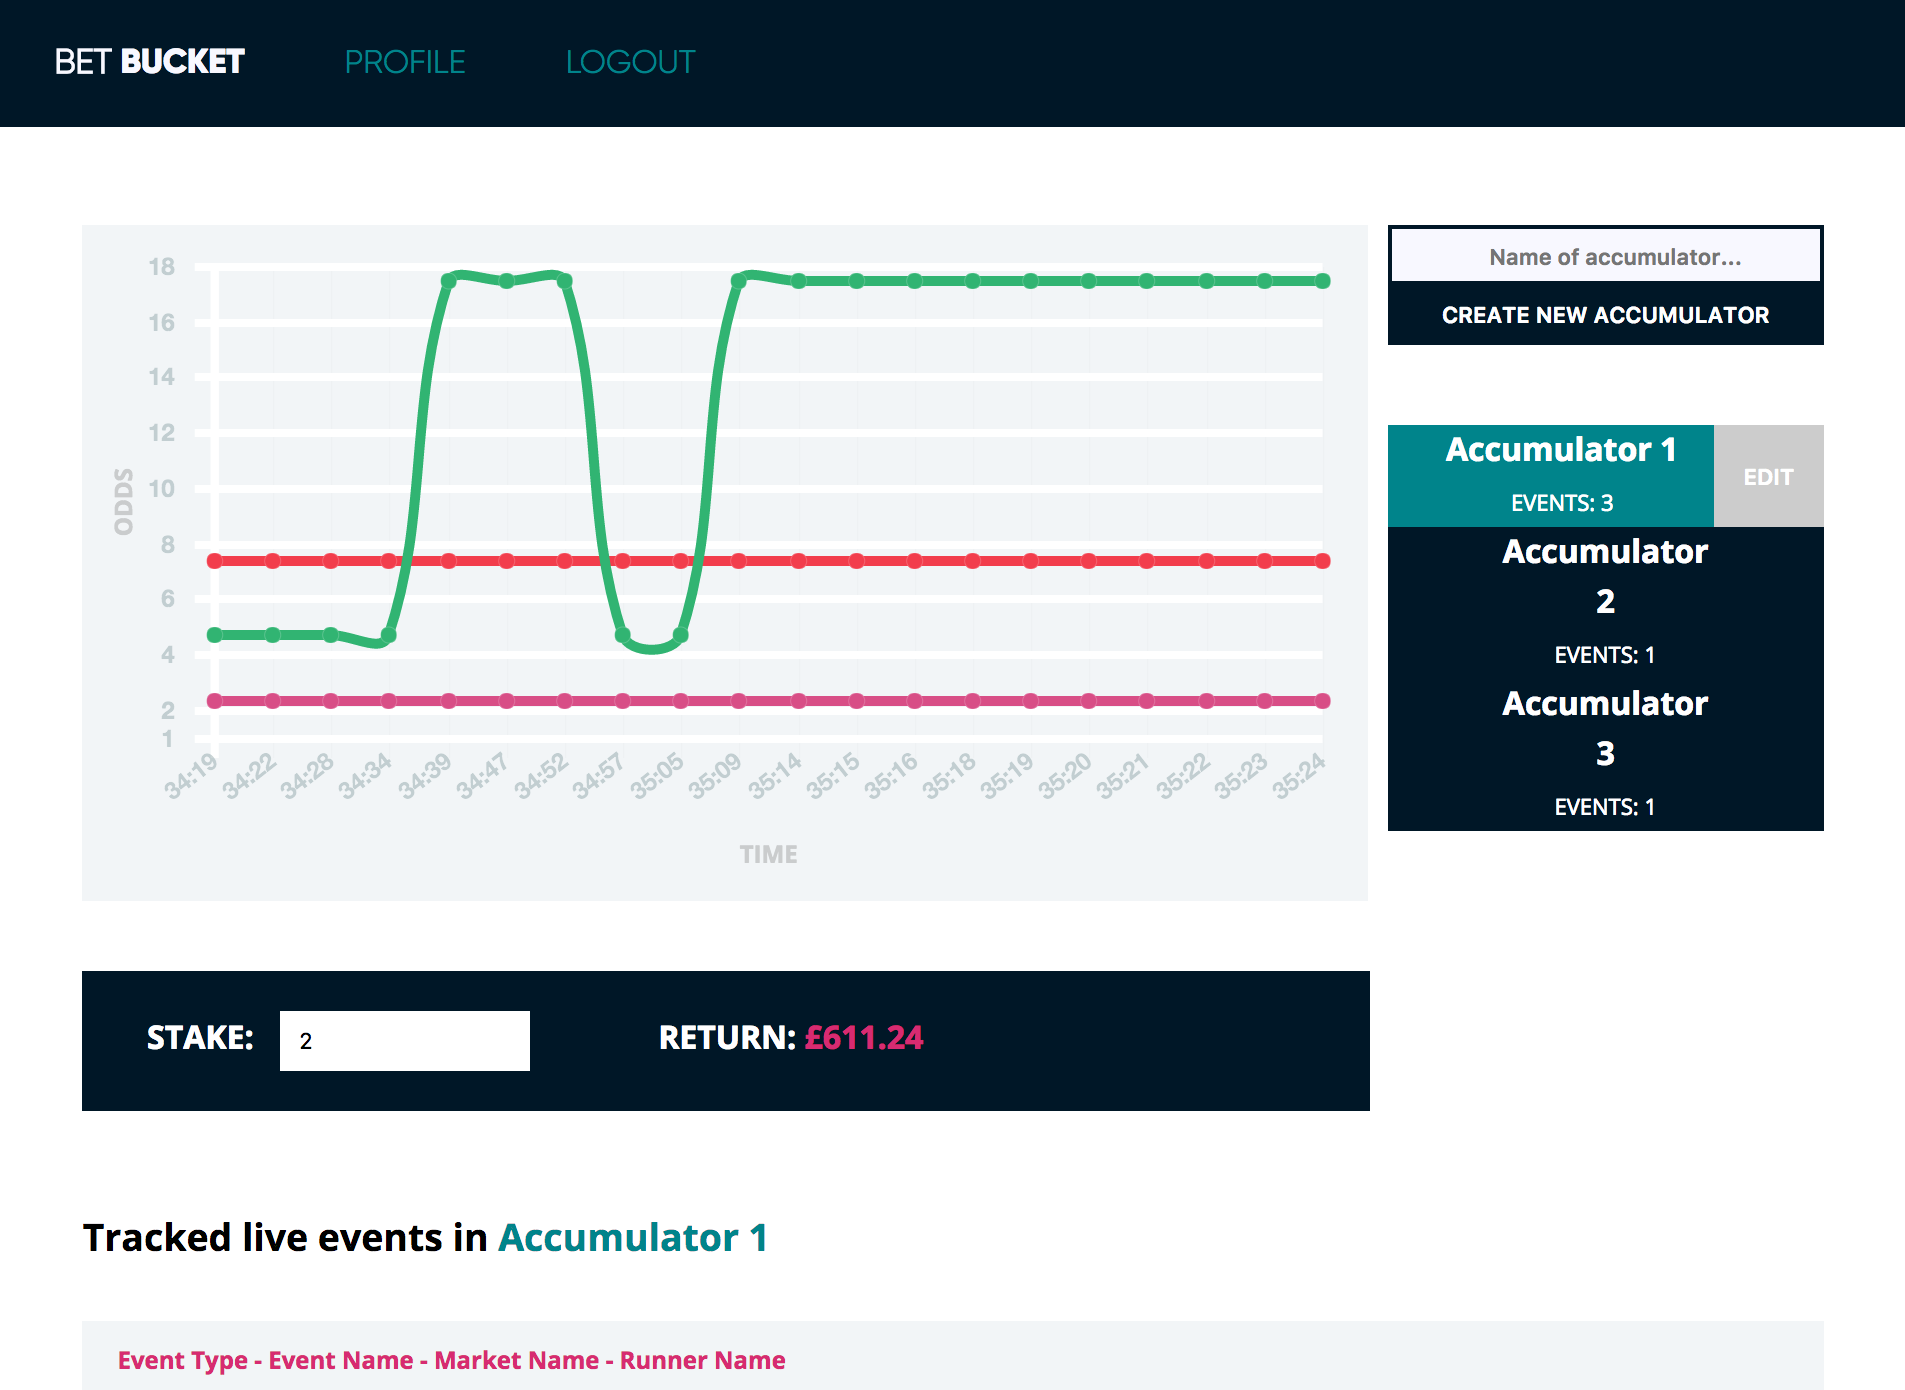 BET BUCKET
PROFILE
LOGOUT
18
16
14
12
10
8
6
4
2
1
ODDS
34:19
34:22
34:28
34:34
34:39
34:47
34:52
34:57
35:05
35:09
35:14
35:15
35:16
35:18
35:19
35:20
35:21
35:22
35:23
35:24
TIME
Name of accumulator...
CREATE NEW ACCUMULATOR
Accumulator 1
EVENTS: 3
EDIT
Accumulator
2
EVENTS: 1
Accumulator
3
EVENTS: 1
STAKE:
2
RETURN: £611.24
Tracked live events in Accumulator 1
Event Type - Event Name - Market Name - Runner Name